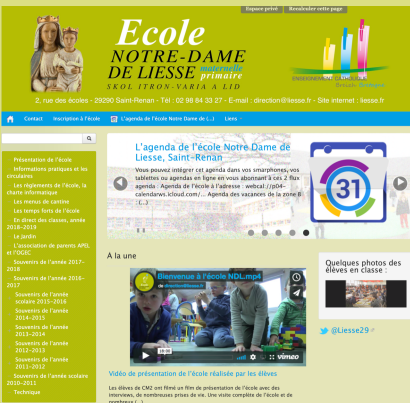 Espace privé
Recalculer cette page
Ecole
NOTRE-DAME
DE LIESSE maternelle
primaire
SKOL ITRON-VARIA A LID
ENSEIGNEMENT CATHOLIQUE
2, rue des écoles - 29290 Saint-Renan - Tél : 02 98 84 33 27 - E-mail : direction@liesse.fr - Site internet : liesse.fr
Contact
Inscription à l'école
L'agenda de l'école Notre Dame de (...)
Liens
Présentation de l'école
Informations pratiques et les circulaires
Les règlements de l'école, la charte informatique
Les menus de cantine
Les temps forts de l'école
En direct des classes, année 2018-2019
Le jardin
L'association de parents APEL et l'OGEC
Souvenirs de l'année 2017-2018
Souvenirs de l'année 2016-2017
Souvenirs de l'année scolaire 2015-2016
Souvenirs de l'année 2014-2015
Souvenirs de l'année 2013-2014
Souvenirs de l'année 2012-2013
Souvenirs de l'année 2011-2012
Souvenirs de l'année scolaire 2010-2011
Technique
L'agenda de l'école Notre Dame de
Liesse, Saint-Renan
Vous pouvez intégrer cet agenda dans vos smartphones, vos
tablettes ou agendas en ligne en vous abonnant à ces 2 flux
agenda : Agenda de l'école à l'adresse : webcal://p04-
calendarws.icloud.com/... Agenda des vacances de la zone B
: (...)
31
A la une
Bienvenue à l'école NDL.mp4
de direction@liesse.fr
vimeo
Vidéo de présentation de l'école réalisée par les élèves
Les élèves de CM2 ont filmé un film de présentation de l'école avec des
interviews, de nombreuses prises de vue. Une visite complète de l'école et de
nombreux (...)
Quelques photos des
élèves en classe :
@Liesse29